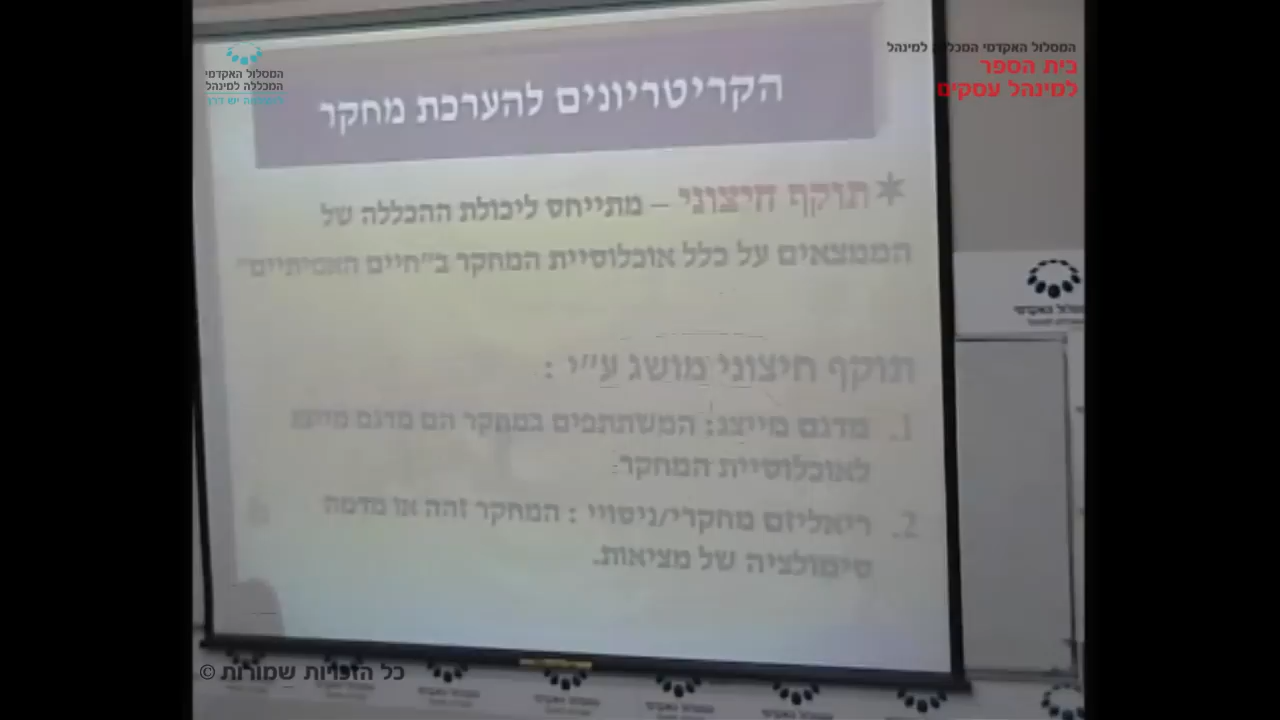 המסלול האקדמי המכללה למינהל
בית הספר
למינהל עסקים
המסלול האקדמי
המכללה למינהל
הקריטריונים להערכת מחקר
תוקף חיצוני – מתייחס ליכולת ההכללה של
הממצאים על כלל אוכלוסיית המחקר ב"חיים האמיתיים"
תוקף חיצוני מושג ע"י :
1. מדגם מייצג: המשתתפים במחקר הם מדגם מייצג
לאוכלוסיית המחקר.
2. ריאליזם מחקרי/ניסויי : המחקר זהה או מדמה
סימולציה של מציאות.
כל הזכויות שמורות ©